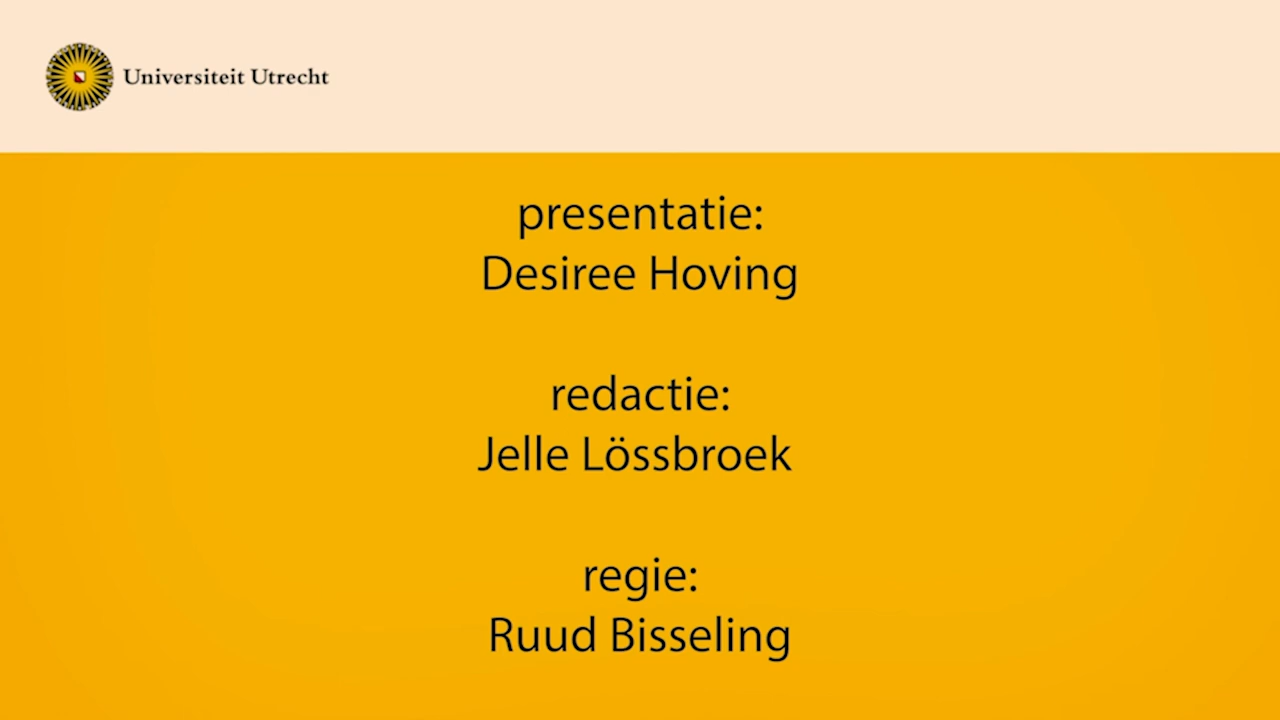 Universiteit Utrecht
presentatie:
Desiree Hoving
redactie:
Jelle Lössbroek
regie:
Ruud Bisseling